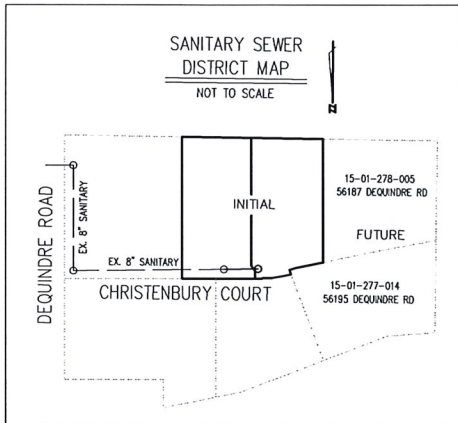 SANITARY SEWER
DISTRICT MAP
NOT TO SCALE
N
15-01-278-005
56187 DEQUINDRE RD
INITIAL
FUTURE
DEQUINDRE ROAD
EX. 8" SANITARY
EX. 8" SANITARY
CHRISTENBURY COURT
15-01-277-014
56195 DEQUINDRE RD